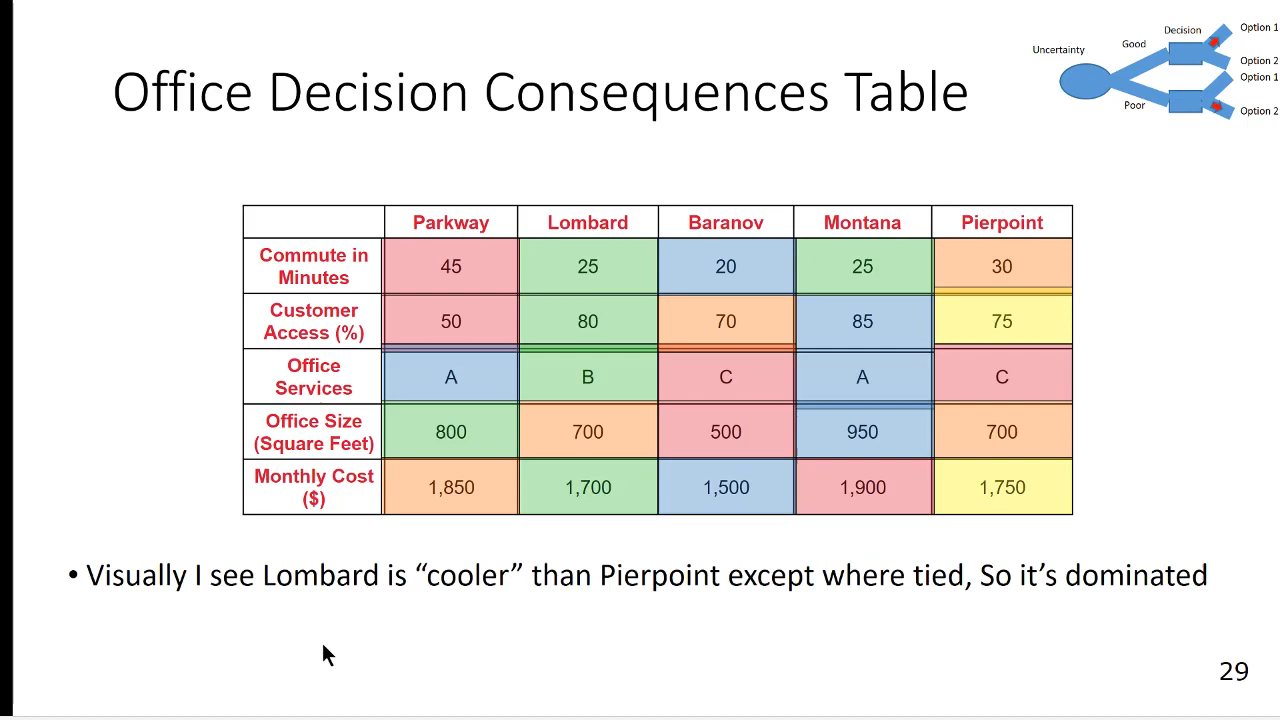 Office Decision Consequences Table
Uncertainty
Good
Poor
Decision
Option 1
Option 2
Option 1
Option 2
Parkway Lombard Baranov Montana Pierpoint
Commute in
Minutes
45 25 20 25 30
Customer
Access (%)
50 80 70 85 75
Office
Services
A B C A C
Office Size
(Square Feet)
800 700 500 950 700
Monthly Cost
($)
1,850 1,700 1,500 1,900 1,750
• Visually I see Lombard is “cooler” than Pierpoint except where tied, So it’s dominated
29